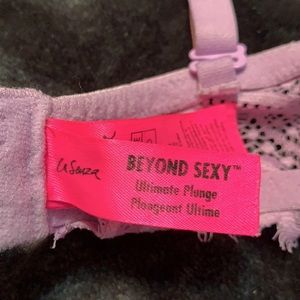 la Senza
BEYOND SEXY™
Ultimate Plunge
Plongeant Ultime